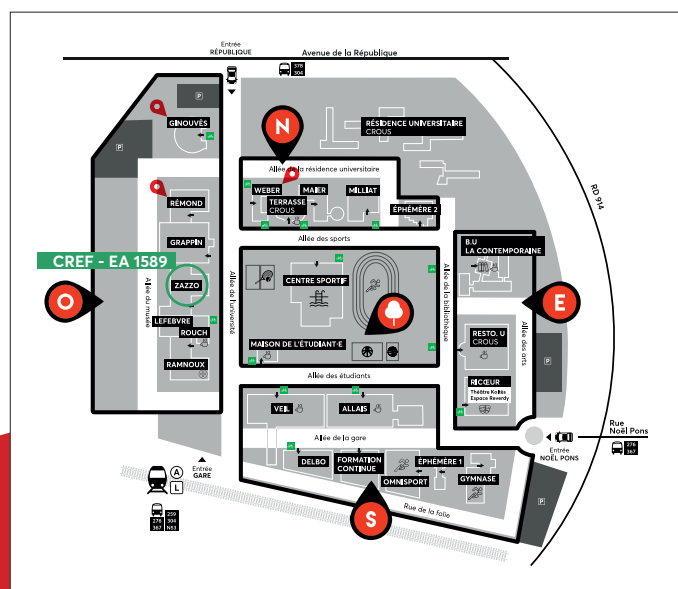 Entrée
RÉPUBLIQUE
Avenue de la République
378
304
P
P
GINOUVÈS
N
RÉSIDENCE UNIVERSITAIRE
CROUS
Allée de la résidence universitaire
WEBER
MAIER
MILLIAT
TERRASSE
CROUS
ÉPHÉMÈRE 2
RÉMOND
Allée des sports
GRAPPIN
CREF - EA 1589
ZAZZO
O
Allée du musée
Allée de l'université
CENTRE SPORTIF
Allée de la bibliothèque
B.U
LA CONTEMPORAINE
E
RD 914
LEFEBVRE
ROUCH
RAMNOUX
MAISON DE L'ÉTUDIANT·E
RESTO. U
CROUS
Allée des arts
P
Allée des étudiants
RICŒUR
Théâtre Koltès
Espace Reverdy
VEIL
ALLAIS
Rue
Noël Pons
276
367
Entrée
NOËL PONS
Allée de la gare
Entrée
GARE
A
L
DELBO
FORMATION
CONTINUE
ÉPHÉMÈRE 1
OMNISPORT
GYMNASE
P
S
Rue de la folie
276
367
259
304
N53